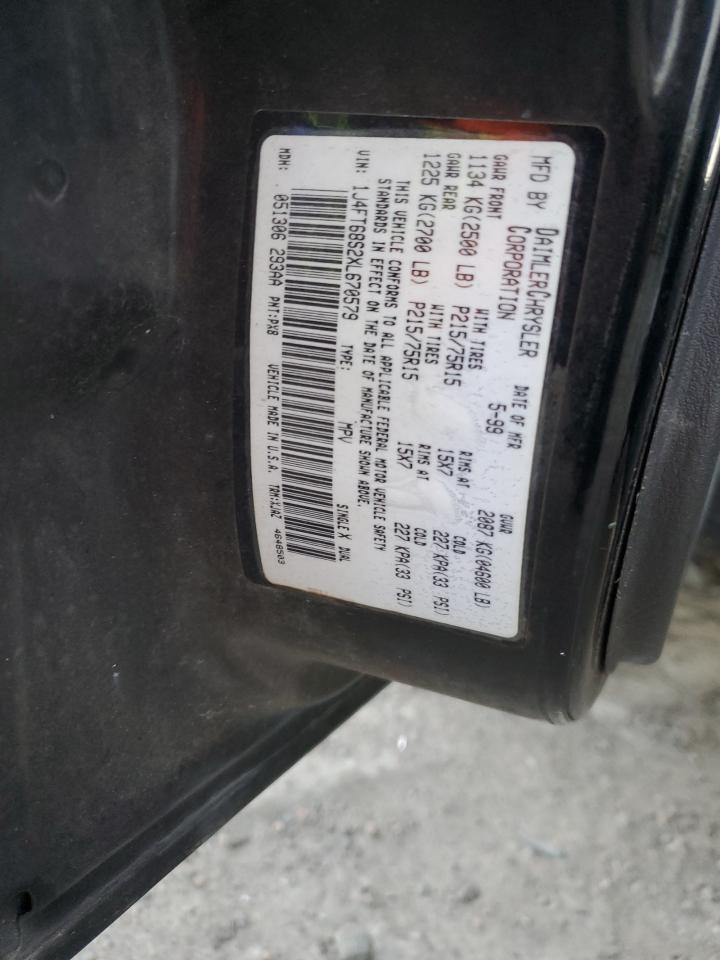 MFD BY DAIMLERCHRYSLER CORPORATION
DATE OF MFR 5-99
GVWR 2087 KG(04600 LB)
GAWR FRONT WITH TIRES RIMS AT COLD
1134 KG(2500 LB) P215/75R15 15X7 227 KPA(33 PSI)
GAWR REAR WITH TIRES RIMS AT COLD
1225 KG(2700 LB) P215/75R15 15X7 227 KPA(33 PSI)
THIS VEHICLE CONFORMS TO ALL APPLICABLE FEDERAL MOTOR VEHICLE SAFETY
STANDARDS IN EFFECT ON THE DATE OF MANUFACTURE SHOWN ABOVE.
VIN: 1J4FT68S2XL670579 TYPE: MPV SINGLE X DUAL
MDH: 051306 293AA PNT:PX8 VEHICLE MADE IN U.S.A. TRM:XJAZ 4648503